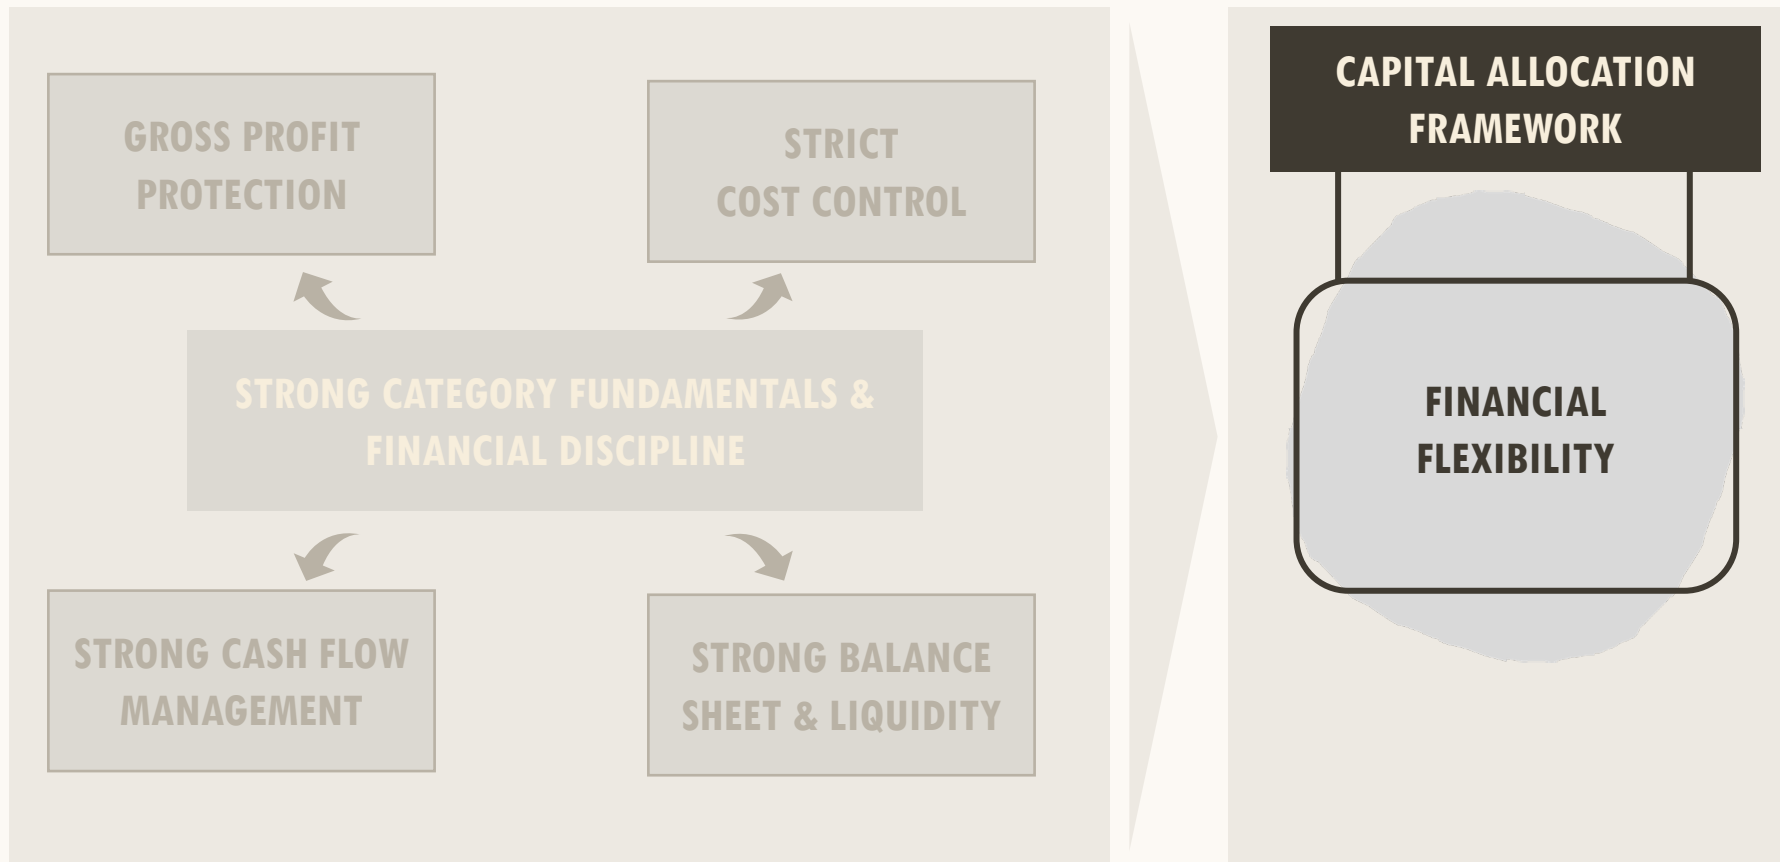 GROSS PROFIT
PROTECTION
STRICT
COST CONTROL
STRONG CATEGORY FUNDAMENTALS &
FINANCIAL DISCIPLINE
STRONG CASH FLOW
MANAGEMENT
STRONG BALANCE
SHEET & LIQUIDITY
CAPITAL ALLOCATION
FRAMEWORK
FINANCIAL
FLEXIBILITY